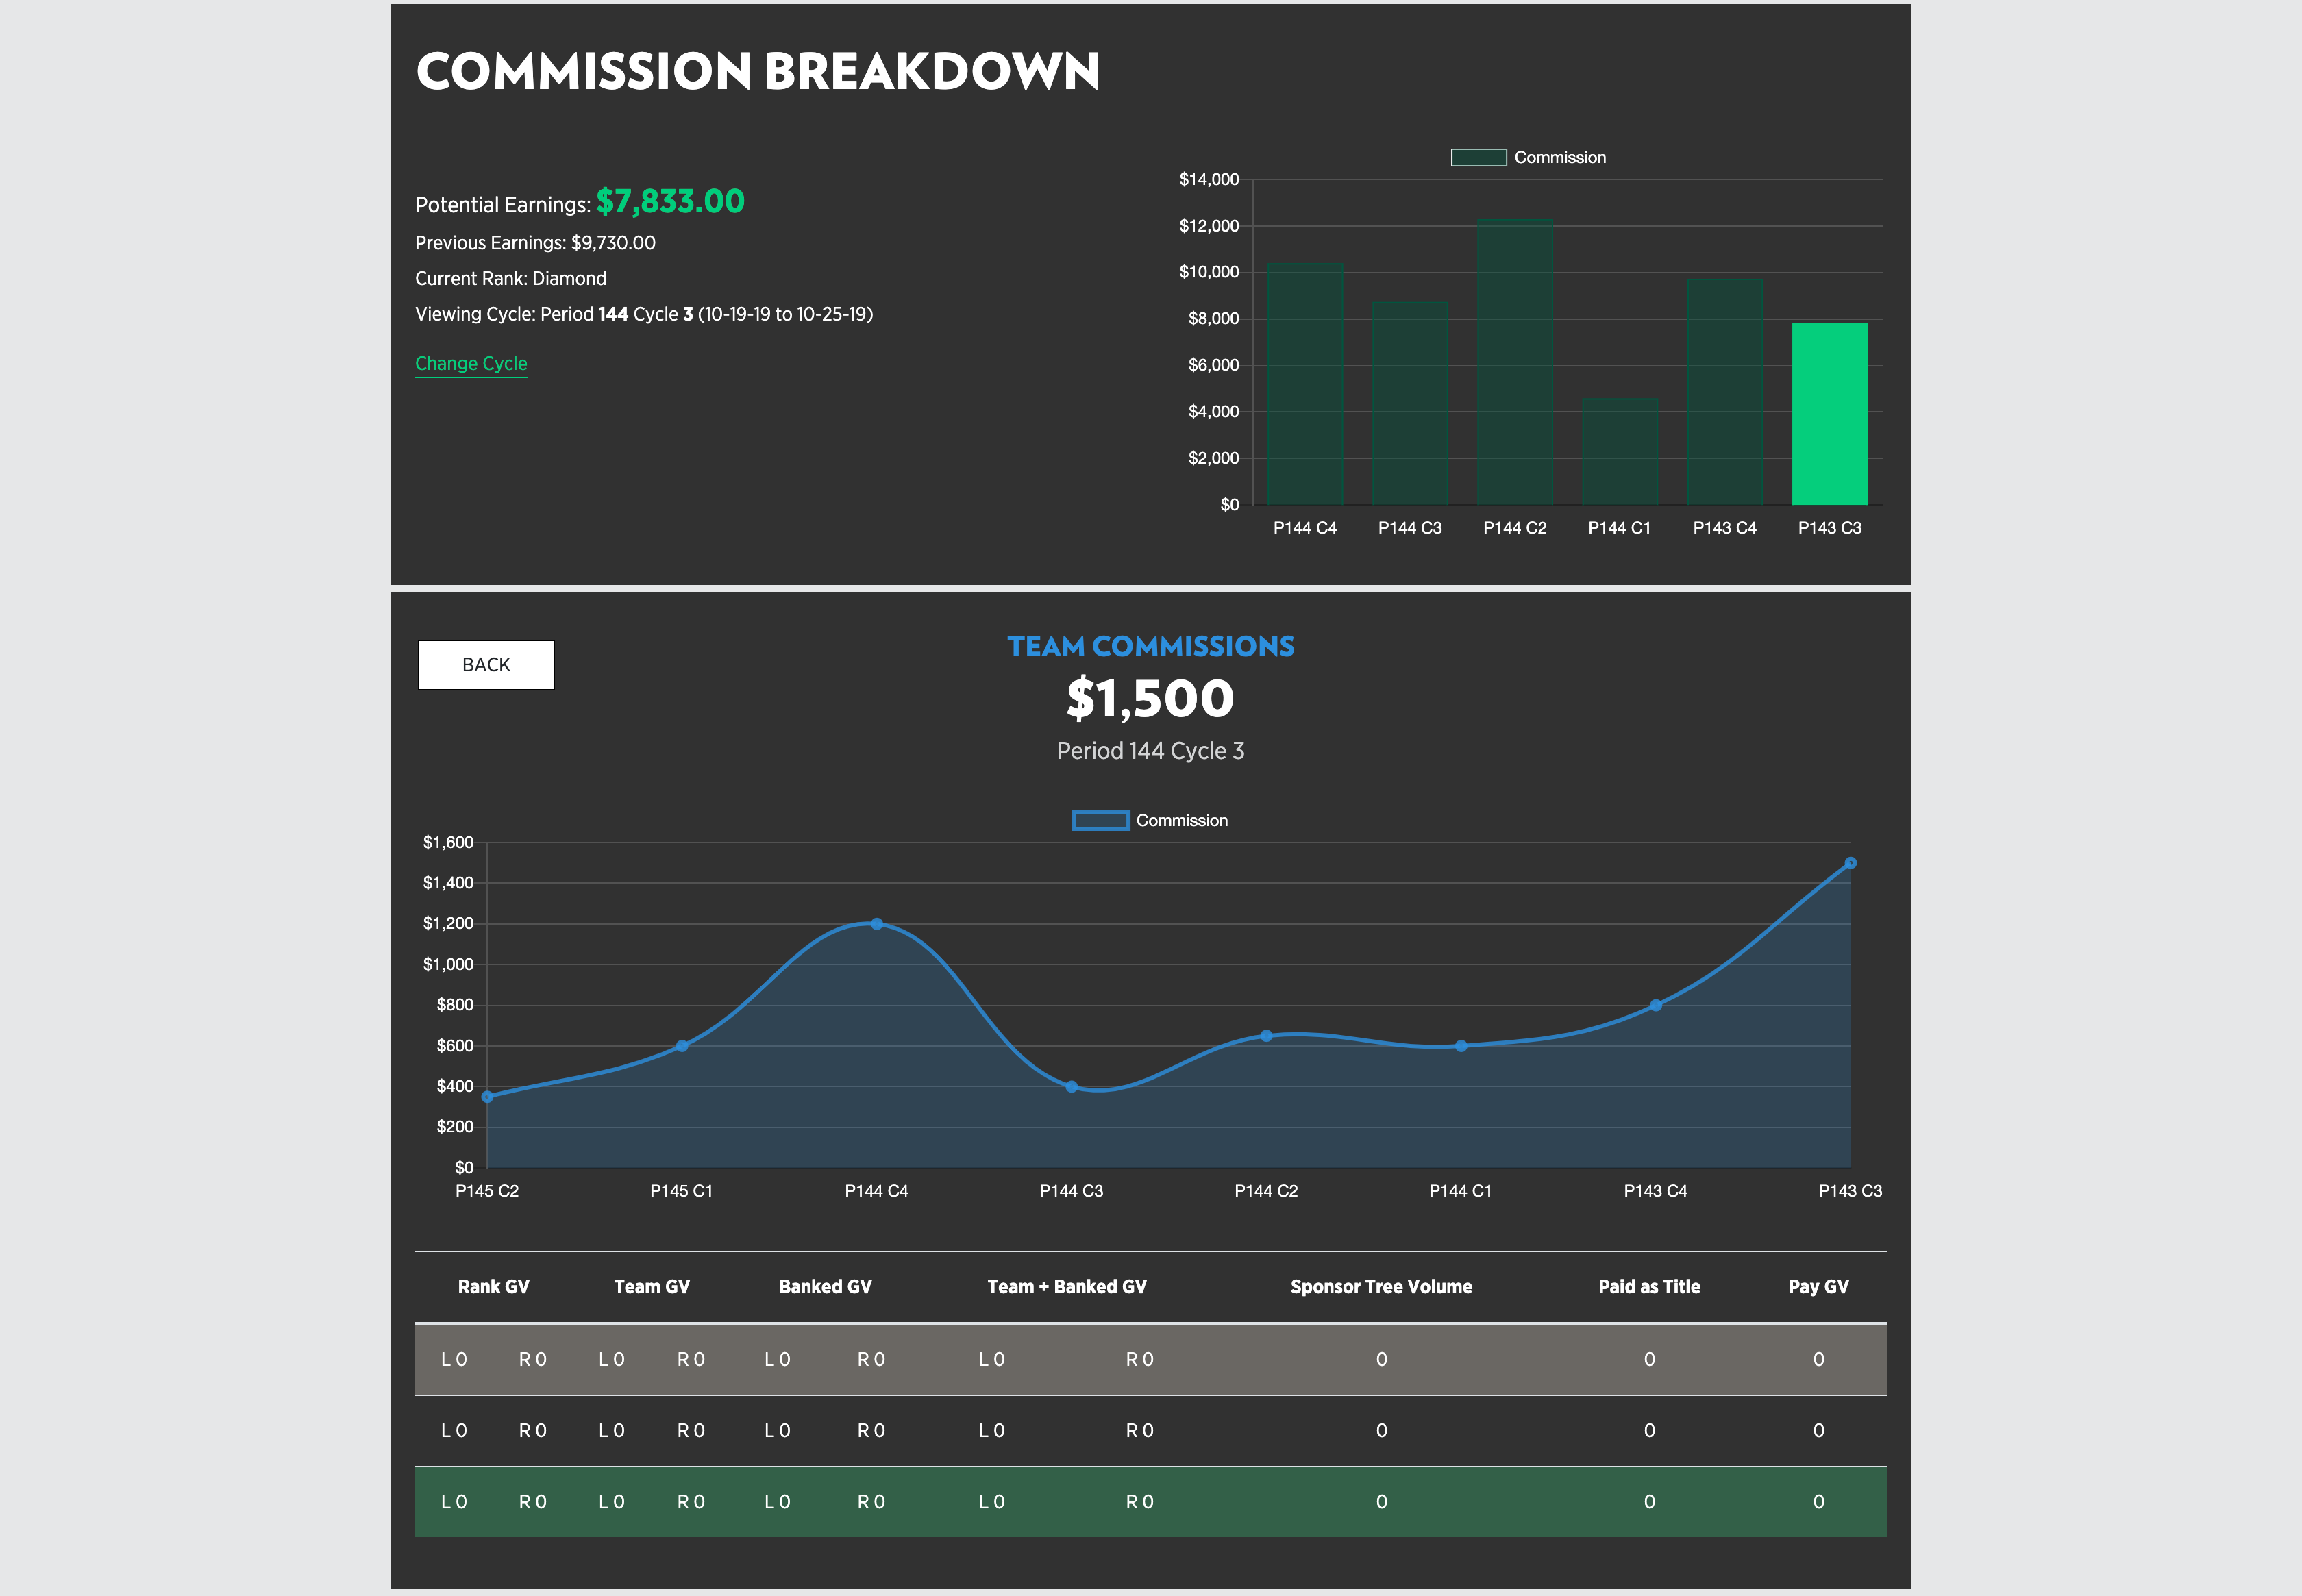 COMMISSION BREAKDOWN
Potential Earnings: $7,833.00
Previous Earnings: $9,730.00
Current Rank: Diamond
Viewing Cycle: Period 144 Cycle 3 (10-19-19 to 10-25-19)
Change Cycle
Commission
$14,000
$12,000
$10,000
$8,000
$6,000
$4,000
$2,000
$0
P144 C4 P144 C3 P144 C2 P144 C1 P143 C4 P143 C3
BACK
TEAM COMMISSIONS
$1,500
Period 144 Cycle 3
Commission
$1,600
$1,400
$1,200
$1,000
$800
$600
$400
$200
$0
P145 C2 P145 C1 P144 C4 P144 C3 P144 C2 P144 C1 P143 C4 P143 C3
Rank GV Team GV Banked GV Team + Banked GV Sponsor Tree Volume Paid as Title Pay GV
L 0 R 0 L 0 R 0 L 0 R 0 L 0 R 0 0 0 0
L 0 R 0 L 0 R 0 L 0 R 0 L 0 R 0 0 0 0
L 0 R 0 L 0 R 0 L 0 R 0 L 0 R 0 0 0 0